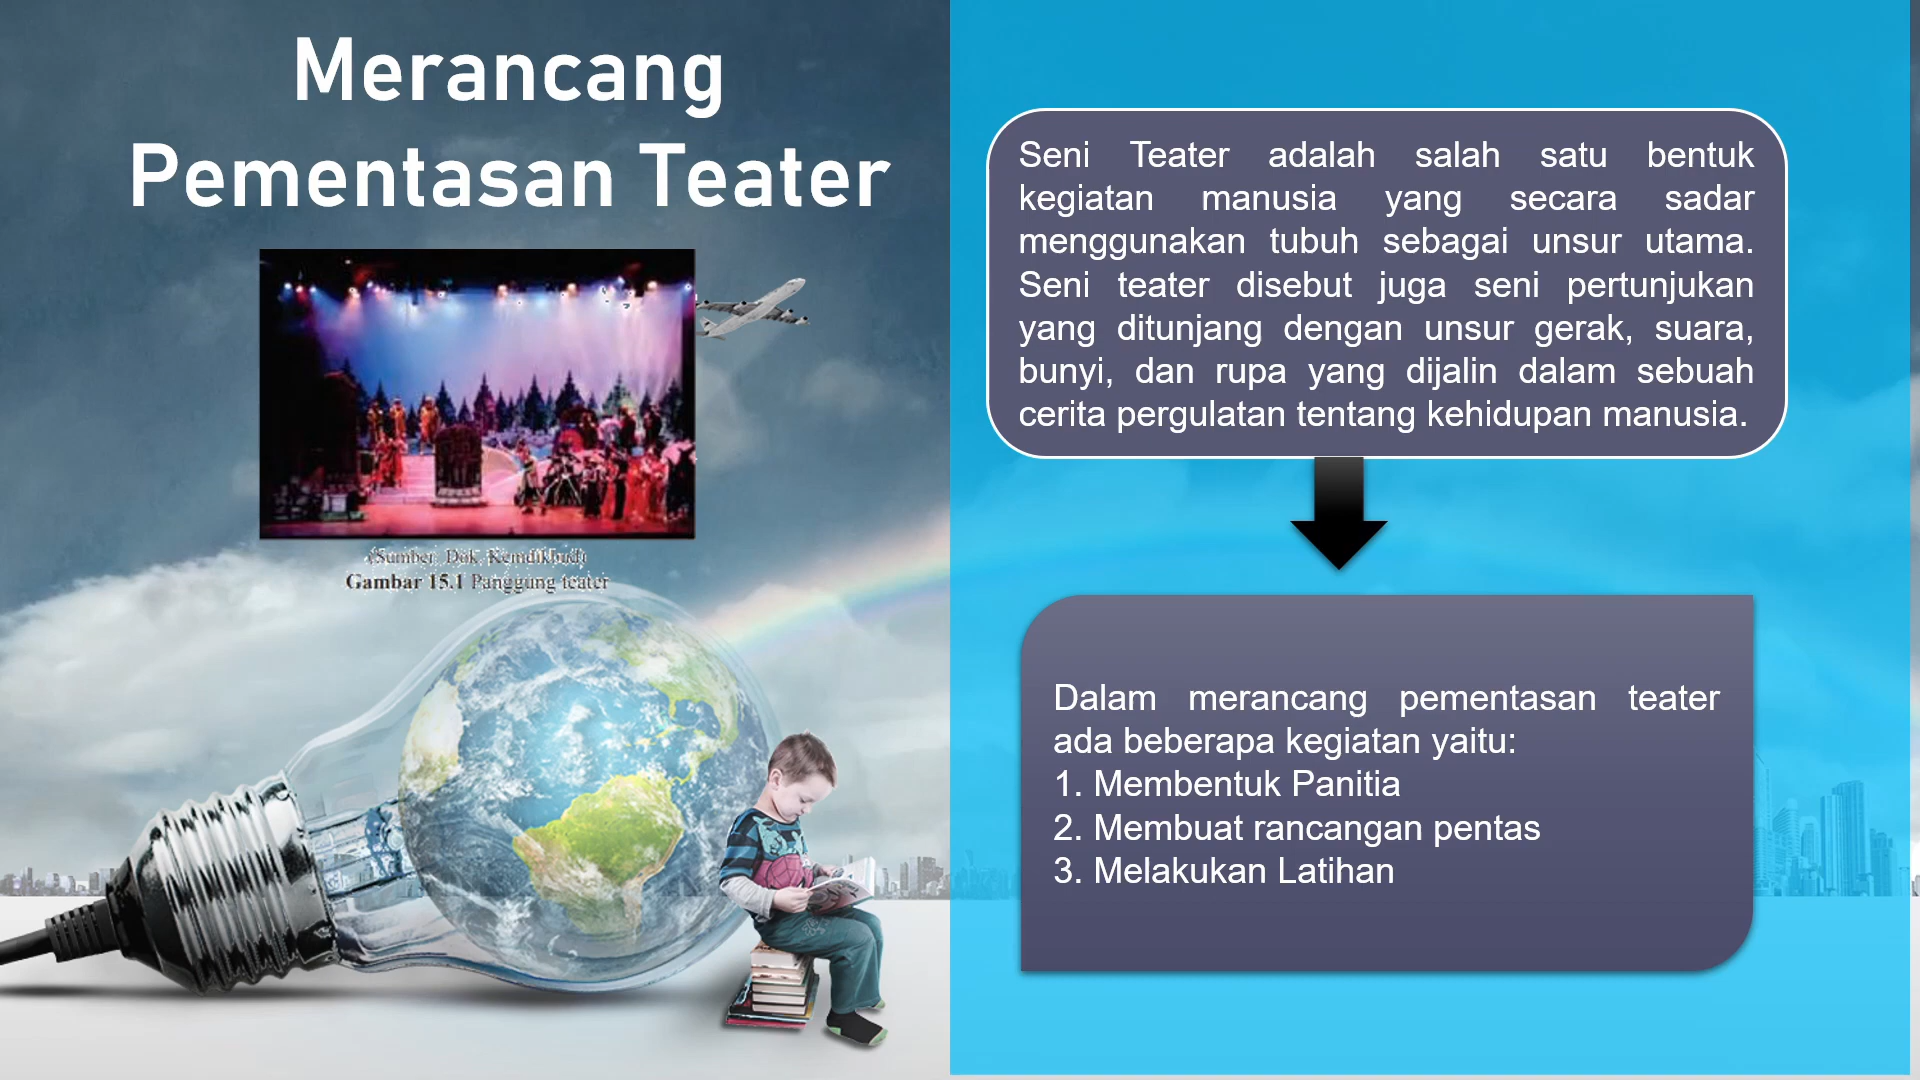 Merancang
Pementasan Teater
(Sumber: Dok. Kemdikbud)
Gambar 15.1 Panggung teater
Seni Teater adalah salah satu bentuk
kegiatan manusia yang secara sadar
menggunakan tubuh sebagai unsur utama.
Seni teater disebut juga seni pertunjukan
yang ditunjang dengan unsur gerak, suara,
bunyi, dan rupa yang dijalin dalam sebuah
cerita pergulatan tentang kehidupan manusia.
Dalam merancang pementasan teater
ada beberapa kegiatan yaitu:
1. Membentuk Panitia
2. Membuat rancangan pentas
3. Melakukan Latihan